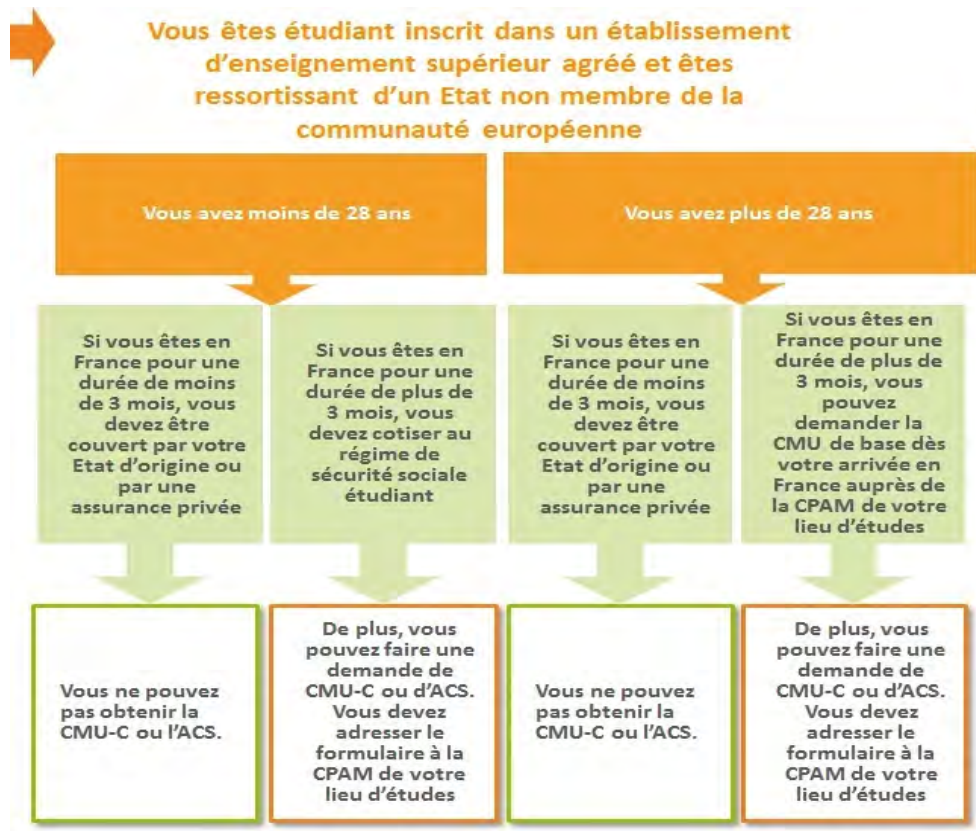 Vous êtes étudiant inscrit dans un établissement
d'enseignement supérieur agréé et êtes
ressortissant d'un Etat non membre de la
communauté européenne
Vous avez moins de 28 ans
Vous avez plus de 28 ans
Si vous êtes en
France pour une
durée de moins
de 3 mois, vous
devez être
couvert par votre
Etat d'origine ou
par une
assurance privée
Si vous êtes en
France pour une
durée de plus de
3 mois, vous
devez cotiser au
régime de
sécurité sociale
étudiant
Si vous êtes en
France pour une
durée de moins
de 3 mois, vous
devez être
couvert par votre
Etat d'origine ou
par une
assurance privée
Si vous êtes en
France pour une
durée de plus de
3 mois, vous
pouvez
demander la
CMU de base dès
votre arrivée en
France auprès de
la CPAM de votre
lieu d'études
Vous ne pouvez
pas obtenir la
CMU-C ou l'ACS.
De plus, vous
pouvez faire une
demande de
CMU-C ou d'ACS.
Vous devez
adresser le
formulaire à la
CPAM de votre
lieu d'études
Vous ne pouvez
pas obtenir la
CMU-C ou l'ACS.
De plus, vous
pouvez faire une
demande de
CMU-C ou d'ACS.
Vous devez
adresser le
formulaire à la
CPAM de votre
lieu d'études